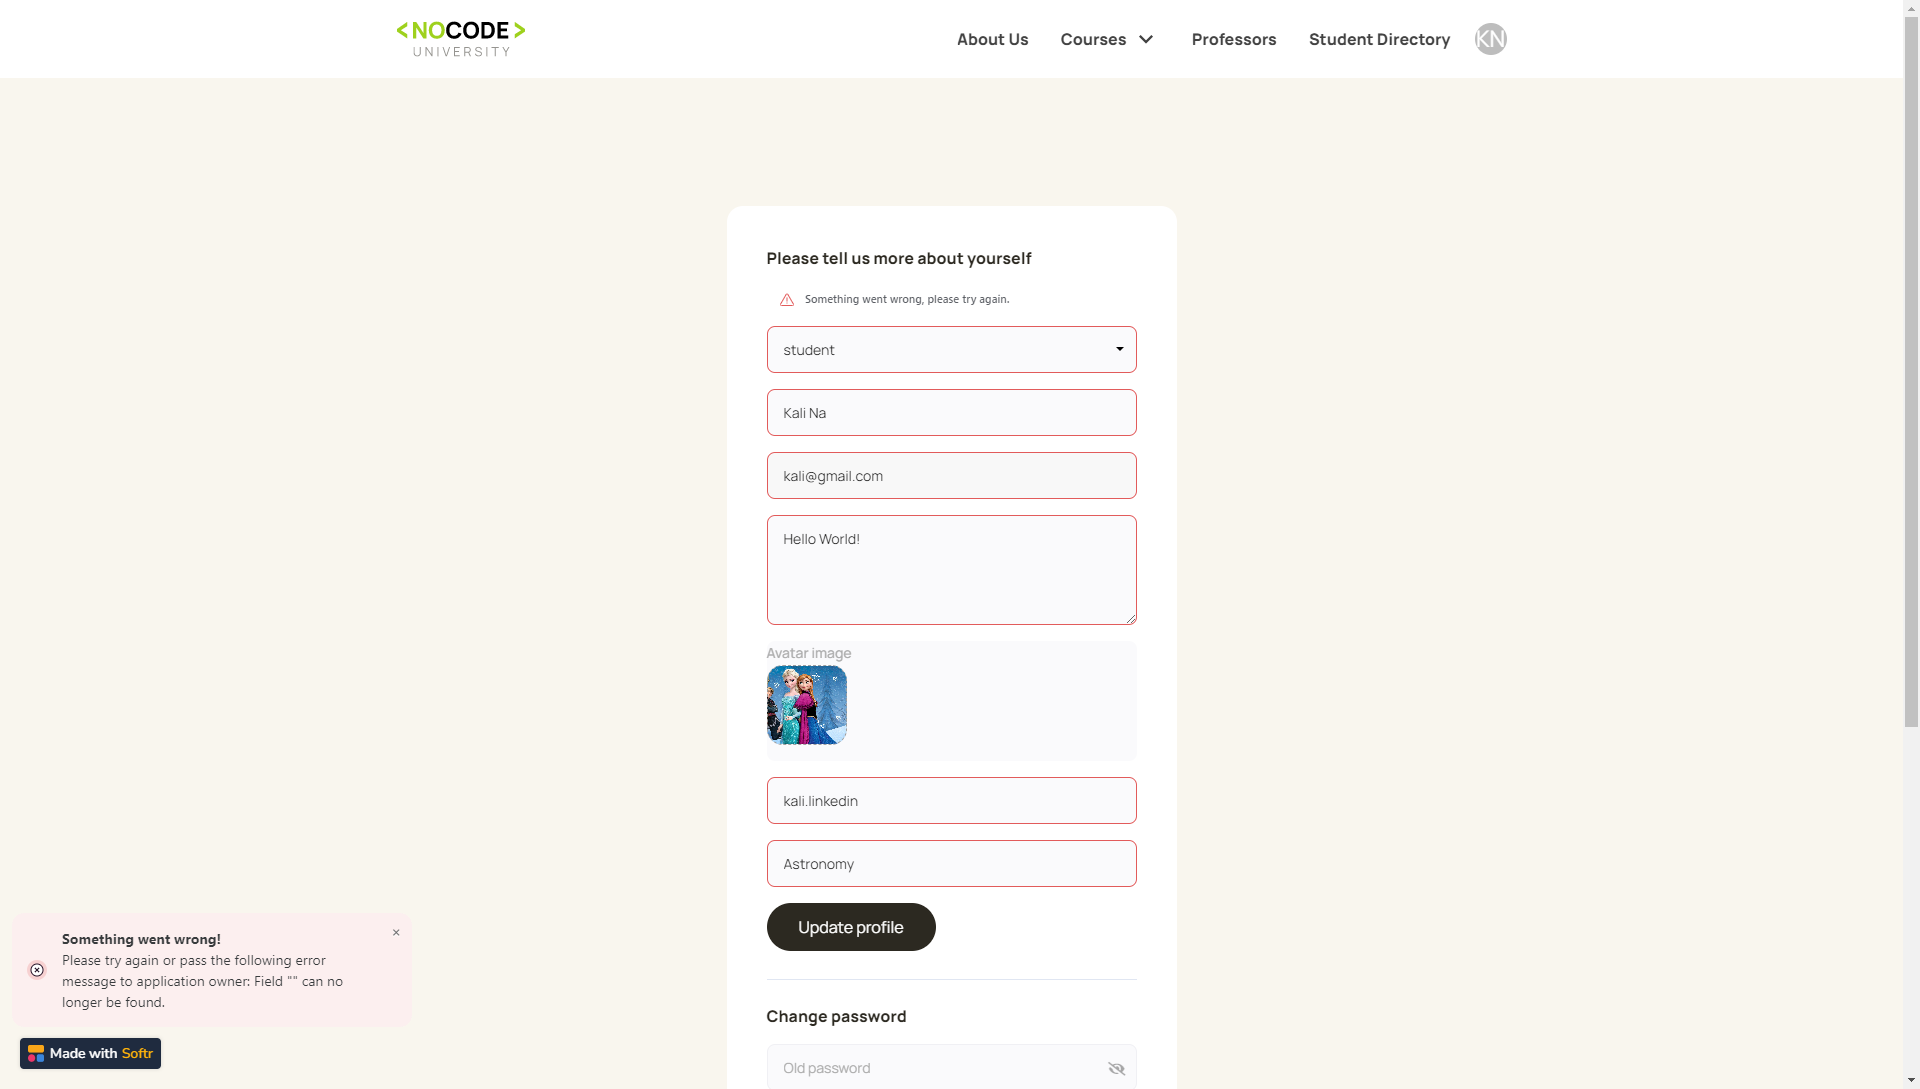 <NOCODE>
UNIVERSITY
About Us
Courses
Professors
Student Directory
KN
Please tell us more about yourself
Something went wrong, please try again.
student
Kali Na
kali@gmail.com
Hello World!
Avatar image
kali.linkedin
Astronomy
Update profile
Something went wrong!
Please try again or pass the following error
message to application owner: Field "" can no
longer be found.
Made with Softr
Change password
Old password